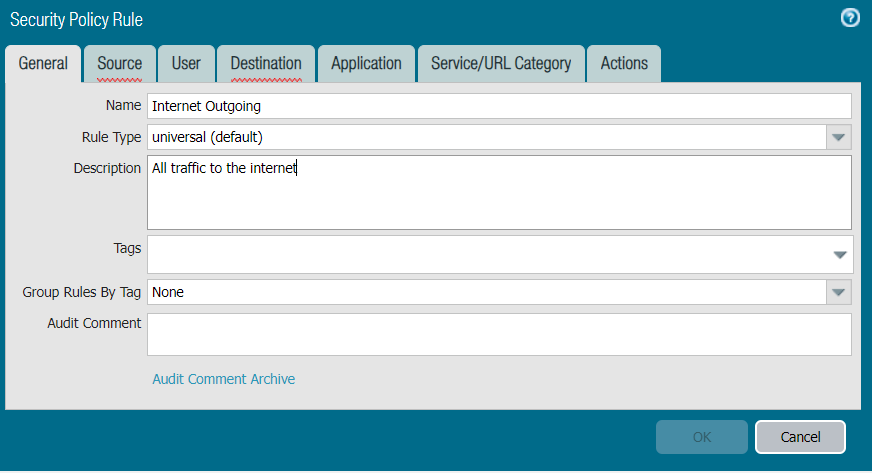 Security Policy Rule
General Source User Destination Application Service/URL Category Actions
Name Internet Outgoing
Rule Type universal (default)
Description All traffic to the internet
Tags
Group Rules By Tag None
Audit Comment
Audit Comment Archive
OK Cancel